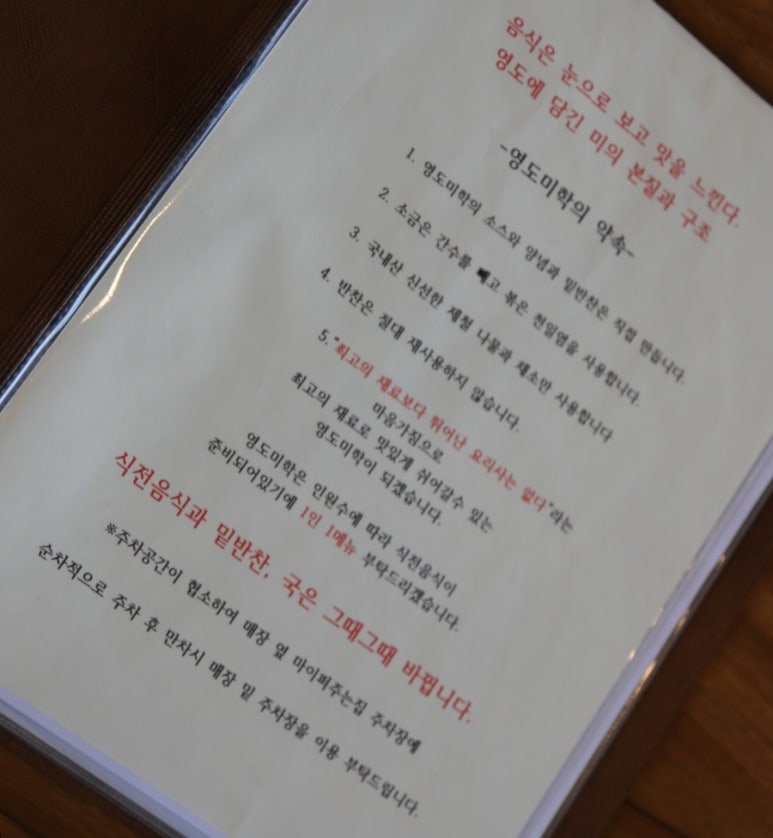 음식은 눈으로 보고 맛을 느낀다.
영도에 담긴 미의 본질과 구조
-영도미학의 약속-
1. 영도미학의 소스와 양념과 밑반찬은 직접 만듭니다.
2. 소금은 간수를 빼고 볶은 천일염을 사용합니다.
3. 국내산 신선한 제철 나물과 채소만 사용합니다
4. 반찬은 절대 재사용하지 않습니다.
5. "최고의 재료보다 뛰어난 요리사는 없다"라는
마음가짐으로
최고의 재료로 맛있게 쉬어갈수 있는
영도미학이 되겠습니다.
영도미학은 인원수에 따라 식전음식이
준비되어있기에 1인 1메뉴 부탁드리겠습니다.
식전음식과 밑반찬, 국은 그때그때 바뀝니다.
※주차공간이 협소하여 매장 옆 마이퍼주는집 주차장에
순차적으로 주차 후 만차시 매장 밑 주차장을 이용 부탁드립니다.